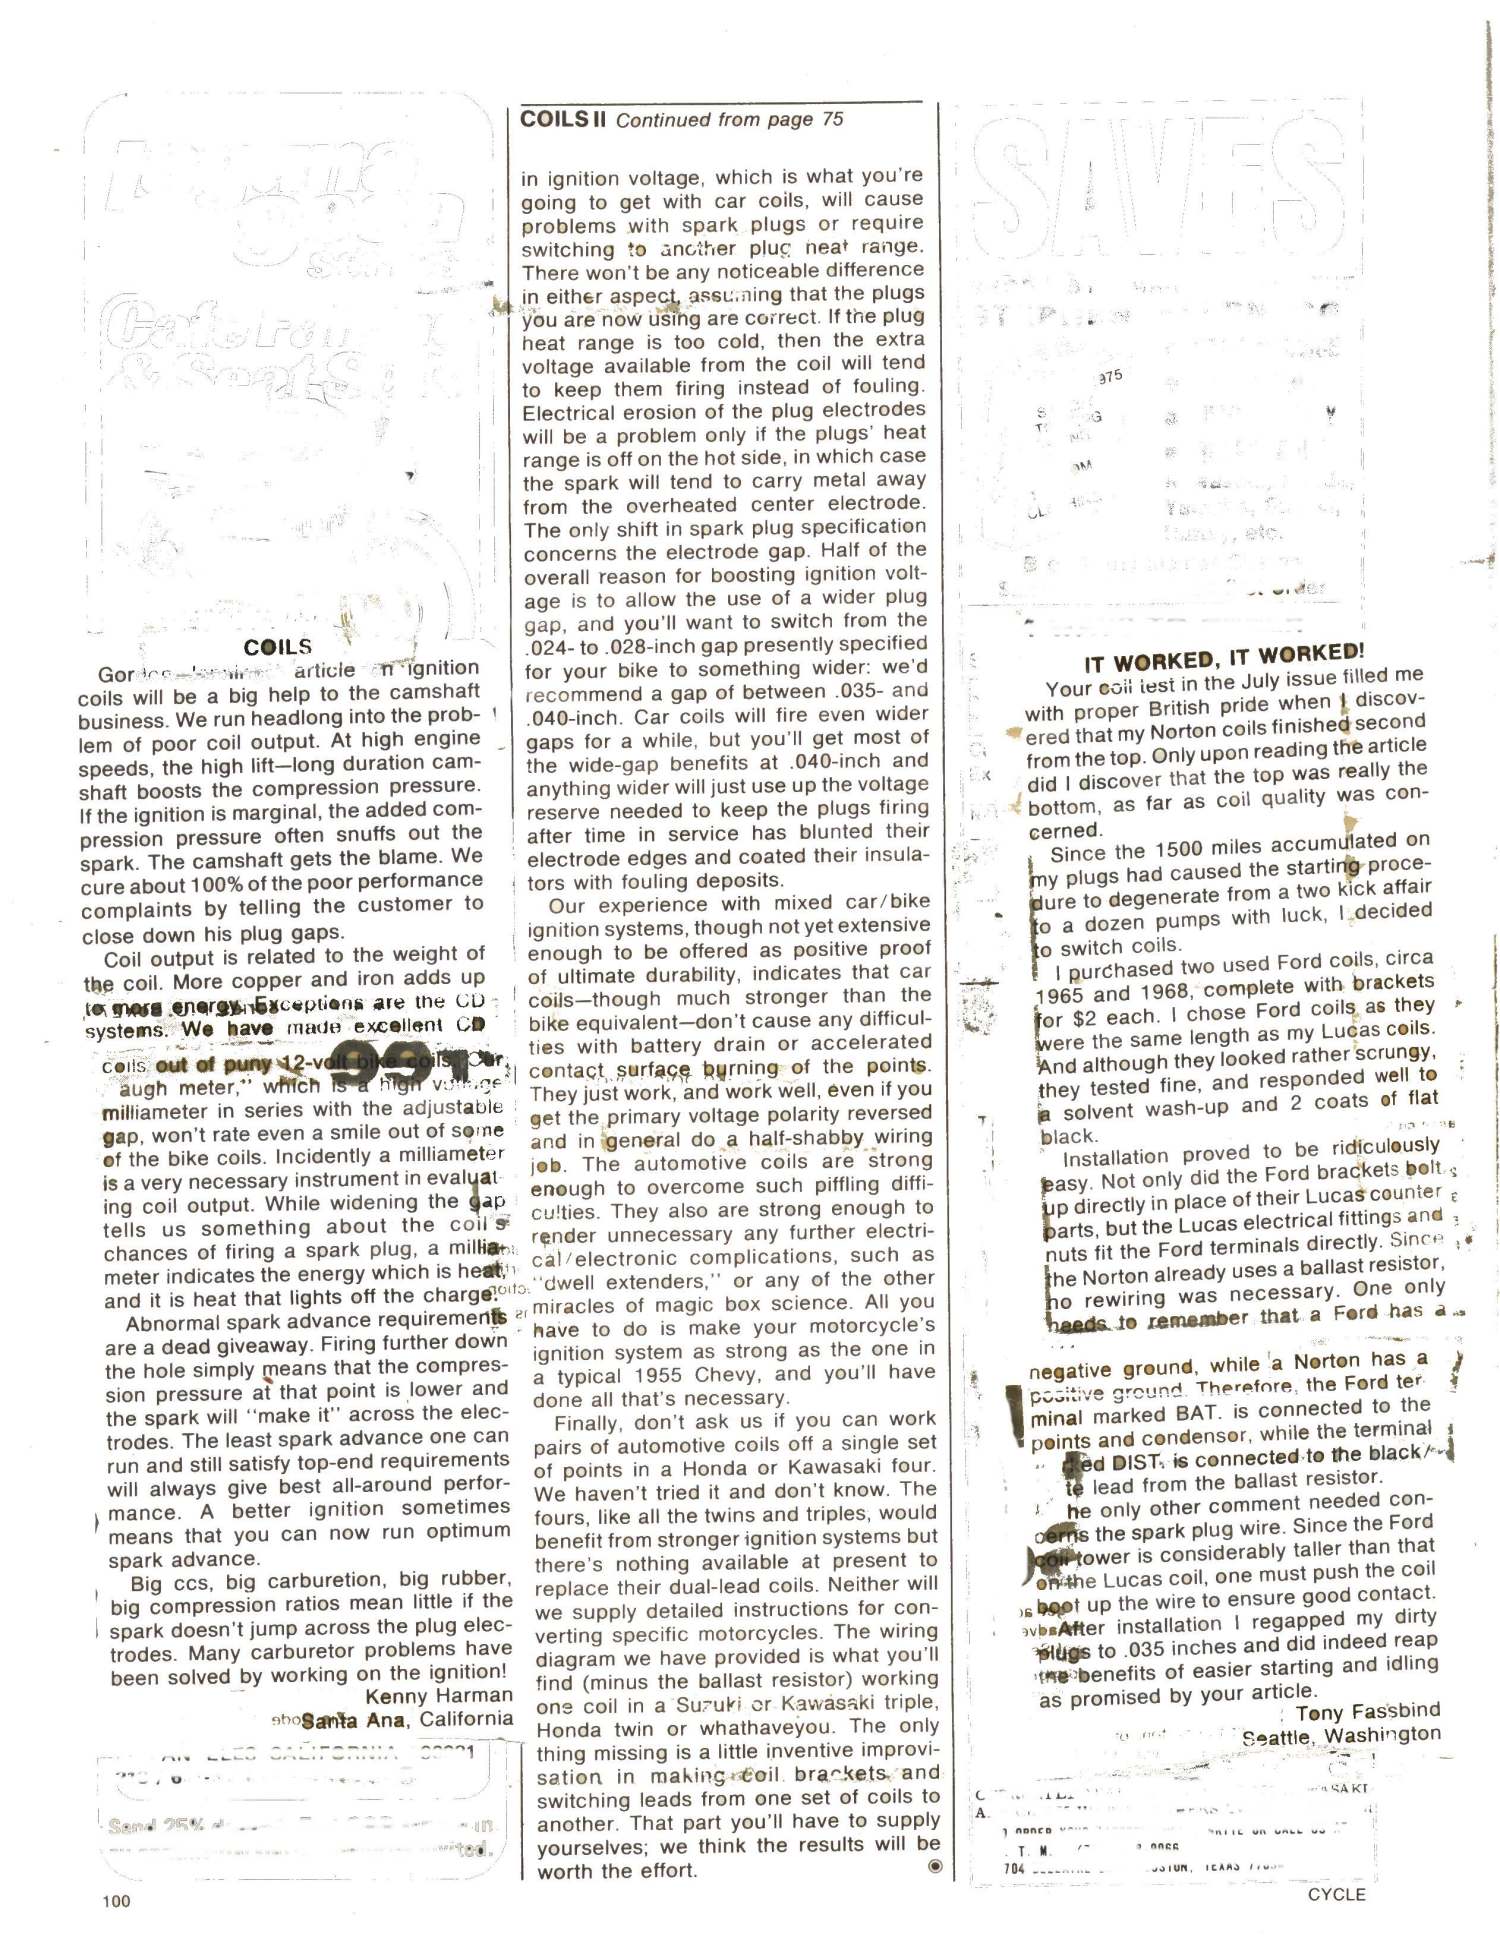 COILS
article ignition
coils will be a big help to the camshaft
business. We run headlong into the prob-
lem of poor coil output. At high engine
speeds, the high lift—long duration cam-
shaft boosts the compression pressure.
If the ignition is marginal, the added com-
pression pressure often snuffs out the
spark. The camshaft gets the blame. We
cure about 100% of the poor performance
complaints by telling the customer to
close down his plug gaps.
Coil output is related to the weight of
the coil. More copper and iron adds up
to more energy. Exceptions are the CD
systems. We have made excellent CD
coils out of puny 12-volt bike coils.
augh meter," which is a high voltage
milliameter in series with the adjustable
gap, won't rate even a smile out of some
of the bike coils. Incidently a milliameter
is a very necessary instrument in evaluat-
ing coil output. While widening the gap
tells us something about the coil's
chances of firing a spark plug, a millia-
meter indicates the energy which is heat,
and it is heat that lights off the charge.
Abnormal spark advance requirements
are a dead giveaway. Firing further down
the hole simply means that the compres-
sion pressure at that point is lower and
the spark will "make it" across the elec-
trodes. The least spark advance one can
run and still satisfy top-end requirements
will always give best all-around perfor-
mance. A better ignition sometimes
means that you can now run optimum
spark advance.
Big ccs, big carburetion, big rubber,
big compression ratios mean little if the
spark doesn't jump across the plug elec-
trodes. Many carburetor problems have
been solved by working on the ignition!
Kenny Harman
Santa Ana, California
Send 25¢
100
COILS II Continued from page 75
in ignition voltage, which is what you're
going to get with car coils, will cause
problems with spark plugs or require
switching to another plug heat range.
There won't be any noticeable difference
in either aspect, assuming that the plugs
you are now using are correct. If the plug
heat range is too cold, then the extra
voltage available from the coil will tend
to keep them firing instead of fouling.
Electrical erosion of the plug electrodes
will be a problem only if the plugs' heat
range is off on the hot side, in which case
the spark will tend to carry metal away
from the overheated center electrode.
The only shift in spark plug specification
concerns the electrode gap. Half of the
overall reason for boosting ignition volt-
age is to allow the use of a wider plug
gap, and you'll want to switch from the
.024- to .028-inch gap presently specified
for your bike to something wider: we'd
recommend a gap of between .035- and
.040-inch. Car coils will fire even wider
gaps for a while, but you'll get most of
the wide-gap benefits at .040-inch and
anything wider will just use up the voltage
reserve needed to keep the plugs firing
after time in service has blunted their
electrode edges and coated their insula-
tors with fouling deposits.
Our experience with mixed car/bike
ignition systems, though not yet extensive
enough to be offered as positive proof
of ultimate durability, indicates that car
coils—though much stronger than the
bike equivalent—don't cause any difficul-
ties with battery drain or accelerated
contact surface burning of the points.
They just work, and work well, even if you
get the primary voltage polarity reversed
and in general do a half-shabby wiring
job. The automotive coils are strong
enough to overcome such piffling diffi-
culties. They also are strong enough to
render unnecessary any further electri-
cal/electronic complications, such as
"dwell extenders," or any of the other
miracles of magic box science. All you
have to do is make your motorcycle's
ignition system as strong as the one in
a typical 1955 Chevy, and you'll have
done all that's necessary.
Finally, don't ask us if you can work
pairs of automotive coils off a single set
of points in a Honda or Kawasaki four.
We haven't tried it and don't know. The
fours, like all the twins and triples, would
benefit from stronger ignition systems but
there's nothing available at present to
replace their dual-lead coils. Neither will
we supply detailed instructions for con-
verting specific motorcycles. The wiring
diagram we have provided is what you'll
find (minus the ballast resistor) working
one coil in a Suzuki or Kawasaki triple,
Honda twin or whathaveyou. The only
thing missing is a little inventive improvi-
sation in making coil brackets and
switching leads from one set of coils to
another. That part you'll have to supply
yourselves; we think the results will be
worth the effort.
SAVES
IT WORKED, IT WORKED!
Your coil test in the July issue filled me
with proper British pride when I discov-
ered that my Norton coils finished second
from the top. Only upon reading the article
did I discover that the top was really the
bottom, as far as coil quality was con-
cerned.
Since the 1500 miles accumulated on
my plugs had caused the starting proce-
dure to degenerate from a two kick affair
to a dozen pumps with luck, I decided
to switch coils.
I purchased two used Ford coils, circa
1965 and 1968, complete with brackets
for $2 each. I chose Ford coils as they
were the same length as my Lucas coils.
And although they looked rather scrungy,
they tested fine, and responded well to
a solvent wash-up and 2 coats of flat
black.
Installation proved to be ridiculously
easy. Not only did the Ford brackets bolt
up directly in place of their Lucas counter
parts, but the Lucas electrical fittings and
nuts fit the Ford terminals directly. Since
the Norton already uses a ballast resistor,
no rewiring was necessary. One only
needs to remember that a Ford has a
negative ground, while a Norton has a
positive ground. Therefore, the Ford ter
minal marked BAT. is connected to the
points and condensor, while the terminal
ked DIST. is connected to the black/
te lead from the ballast resistor.
he only other comment needed con-
cerns the spark plug wire. Since the Ford
coil tower is considerably taller than that
on the Lucas coil, one must push the coil
boot up the wire to ensure good contact.
After installation I regapped my dirty
plugs to .035 inches and did indeed reap
the benefits of easier starting and idling
as promised by your article.
Tony Fassbind
Seattle, Washington
CYCLE